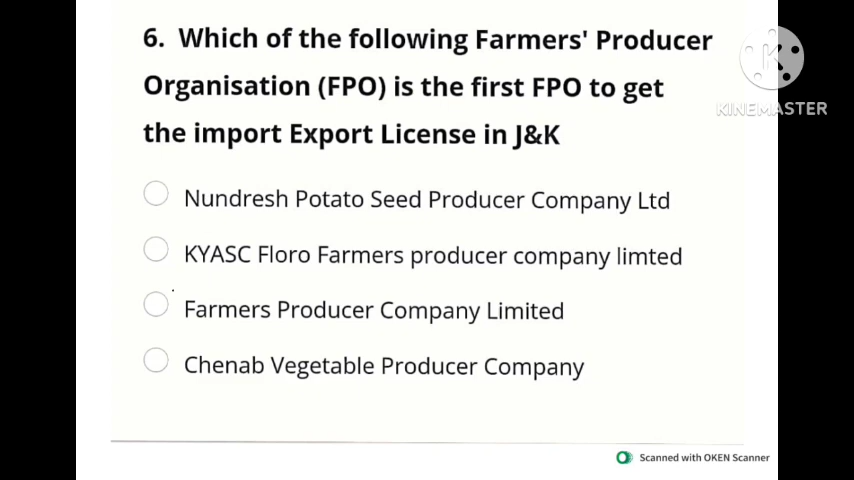 6. Which of the following Farmers' Producer
Organisation (FPO) is the first FPO to get
the import Export License in J&K
Nundresh Potato Seed Producer Company Ltd
KYASC Floro Farmers producer company limted
Farmers Producer Company Limited
Chenab Vegetable Producer Company
K
KINEMASTER
Scanned with OKEN Scanner